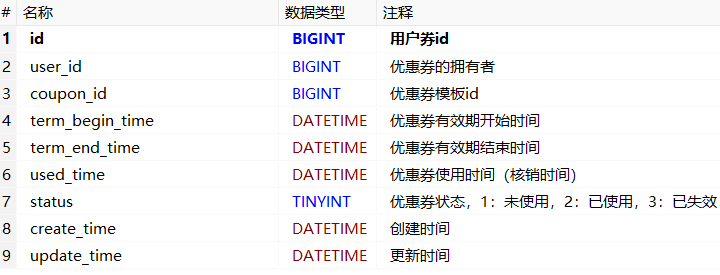 # 名称 数据类型 注释
1 id BIGINT 用户券id
2 user_id BIGINT 优惠券的拥有者
3 coupon_id BIGINT 优惠券模板id
4 term_begin_time DATETIME 优惠券有效期开始时间
5 term_end_time DATETIME 优惠券有效期结束时间
6 used_time DATETIME 优惠券使用时间（核销时间）
7 status TINYINT 优惠券状态，1：未使用，2：已使用，3：已失效
8 create_time DATETIME 创建时间
9 update_time DATETIME 更新时间